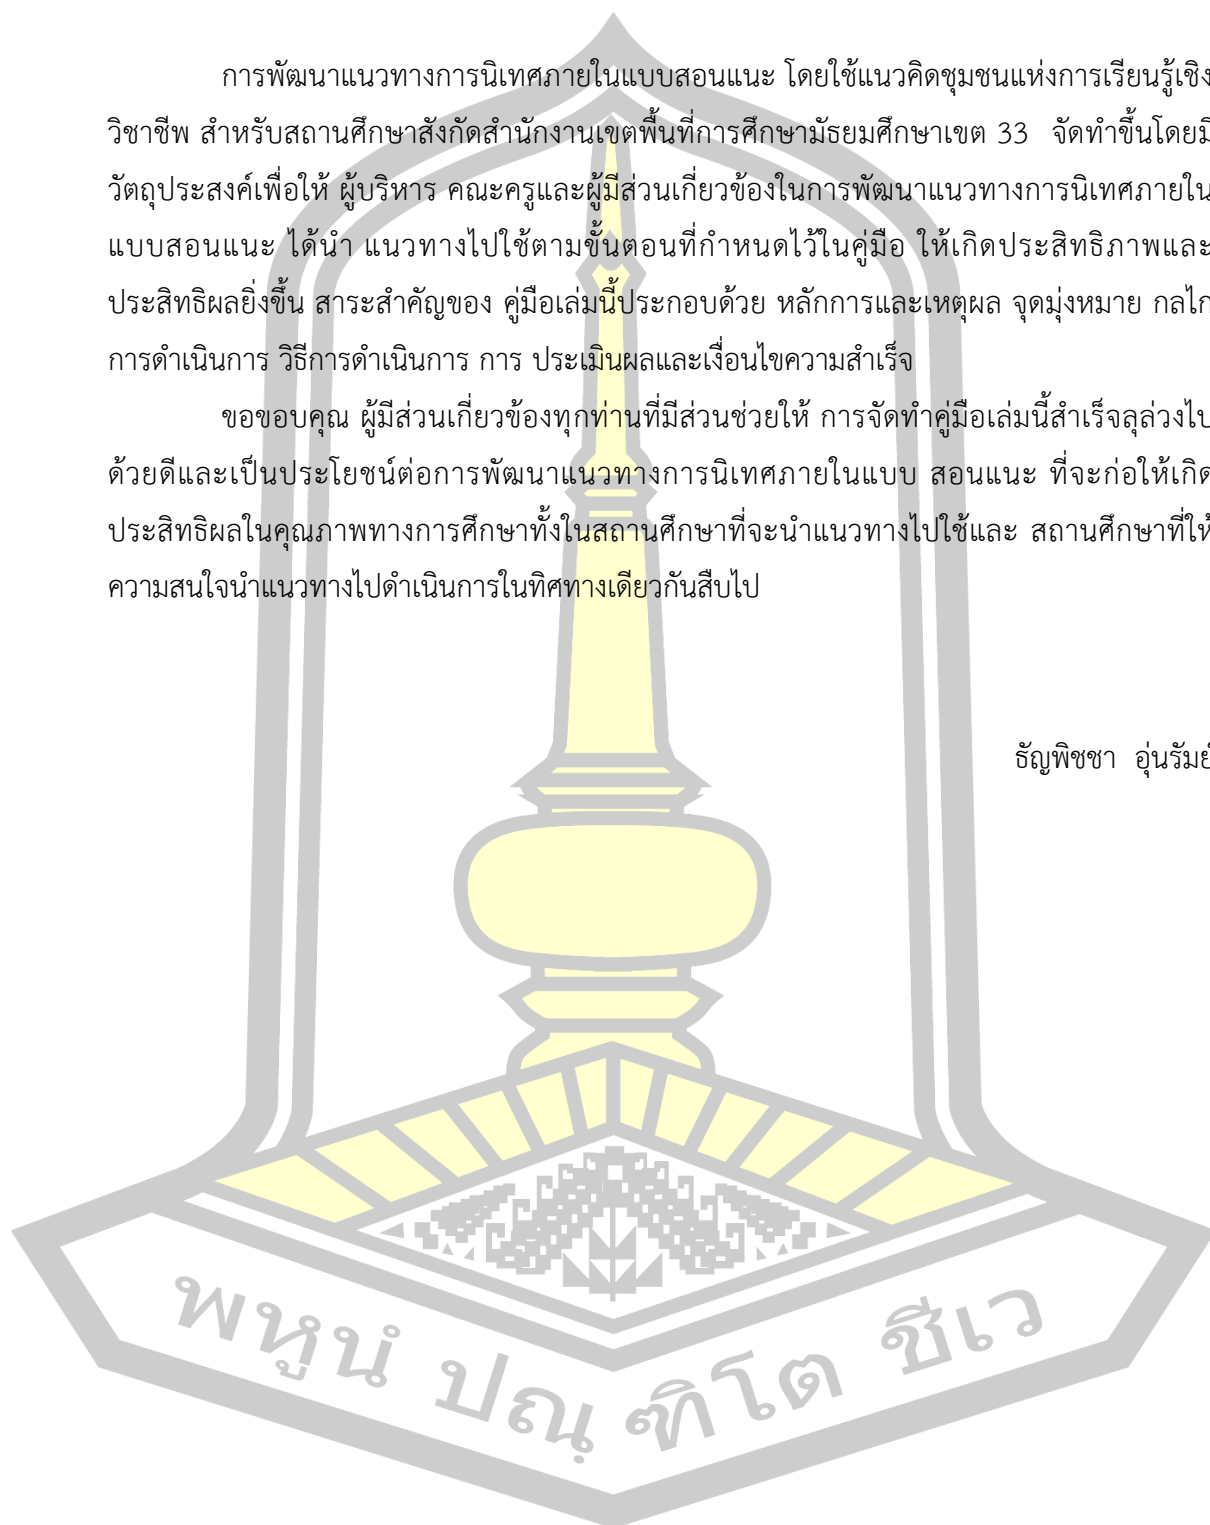 การพัฒนาแนวทางการนิเทศภายในแบบสอนแนะ โดยใช้แนวคิดชุมชนแห่งการเรียนรู้เชิง
วิชาชีพ สำหรับสถานศึกษาสังกัดสำนักงานเขตพื้นที่การศึกษามัธยมศึกษาเขต 33 จัดทำขึ้นโดยมี
วัตถุประสงค์เพื่อให้ ผู้บริหาร คณะครูและผู้มีส่วนเกี่ยวข้องในการพัฒนาแนวทางการนิเทศภายใน
แบบสอนแนะ ได้นำ แนวทางไปใช้ตามขั้นตอนที่กำหนดไว้ในคู่มือ ให้เกิดประสิทธิภาพและ
ประสิทธิผลยิ่งขึ้น สาระสำคัญของ คู่มือเล่มนี้ประกอบด้วย หลักการและเหตุผล จุดมุ่งหมาย กลไก
การดำเนินการ วิธีการดำเนินการ การ ประเมินผลและเงื่อนไขความสำเร็จ
ขอขอบคุณ ผู้มีส่วนเกี่ยวข้องทุกท่านที่มีส่วนช่วยให้ การจัดทำคู่มือเล่มนี้สำเร็จลุล่วงไป
ด้วยดีและเป็นประโยชน์ต่อการพัฒนาแนวทางการนิเทศภายในแบบ สอนแนะ ที่จะก่อให้เกิด
ประสิทธิผลในคุณภาพทางการศึกษาทั้งในสถานศึกษาที่จะนำแนวทางไปใช้และ สถานศึกษาที่ให้
ความสนใจนำแนวทางไปดำเนินการในทิศทางเดียวกันสืบไป
ธัญพิชชา อุ่นรัมย์
พหูนํ ปณฺ ฑิโต ชีเว